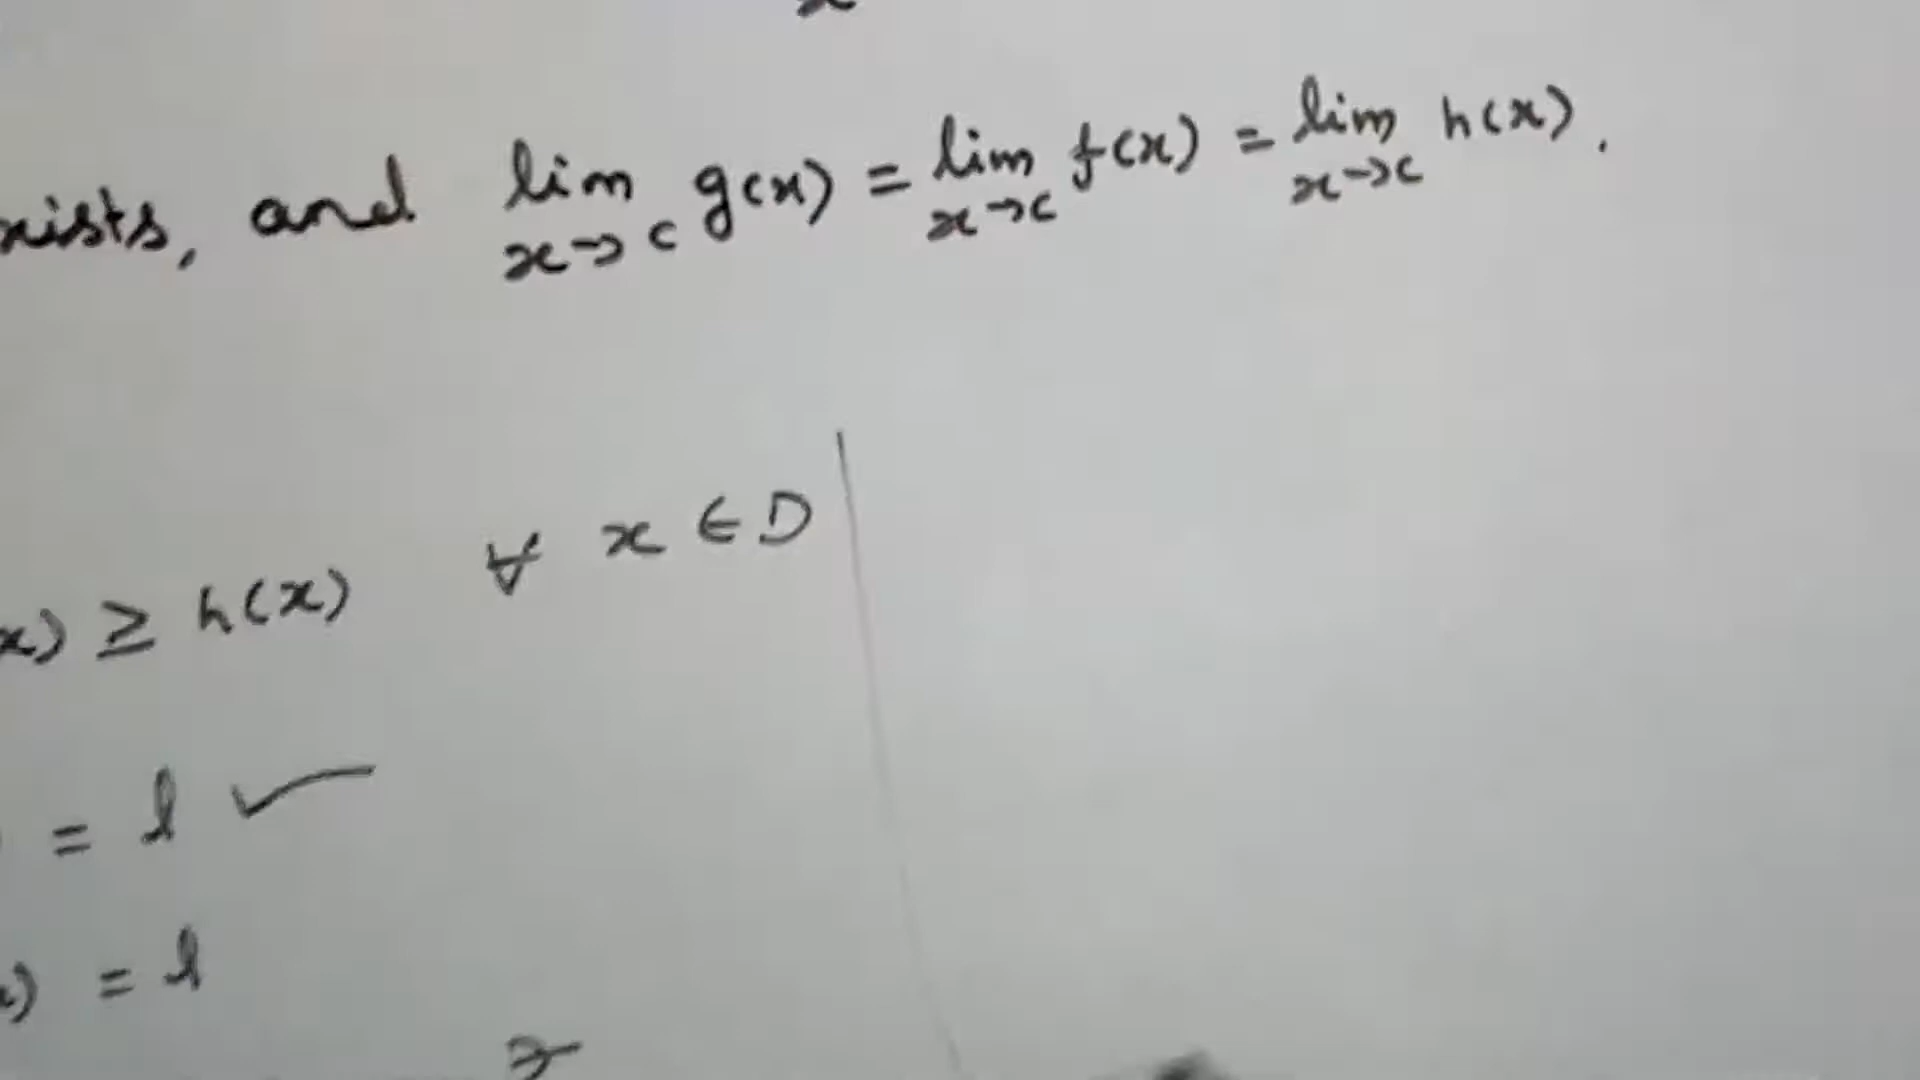 xists, and lim x→c g(x) = lim x→c f(x) = lim x→c h(x).
x) ≥ h(x) ∀ x ∈ D
= l ✓
) = l